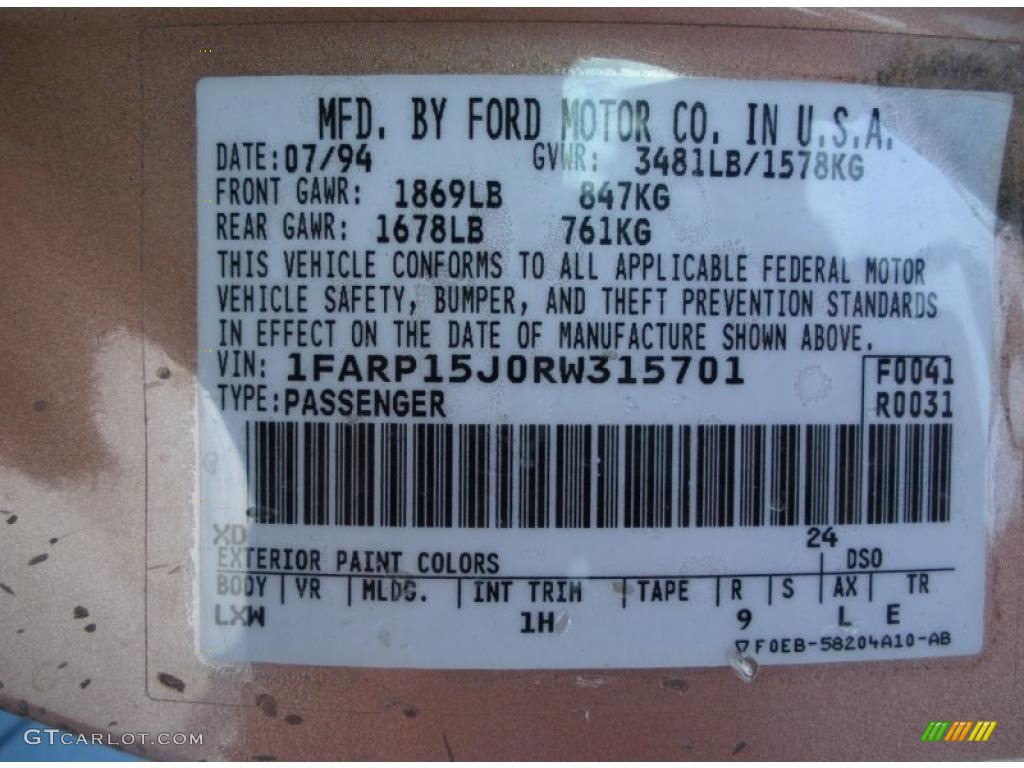 MFD. BY FORD MOTOR CO. IN U.S.A.
DATE:07/94 GVWR: 3481LB/1578KG
FRONT GAWR: 1869LB 847KG
REAR GAWR: 1678LB 761KG
THIS VEHICLE CONFORMS TO ALL APPLICABLE FEDERAL MOTOR
VEHICLE SAFETY, BUMPER, AND THEFT PREVENTION STANDARDS
IN EFFECT ON THE DATE OF MANUFACTURE SHOWN ABOVE.
VIN: 1FARP15J0RW315701 F0041
TYPE:PASSENGER R0031
XD 24
EXTERIOR PAINT COLORS DSO
BODY VR MLDG. INT TRIM TAPE R S AX TR
LXW 1H 9 L E
F0EB-58204A10-AB
GTCARLOT.COM